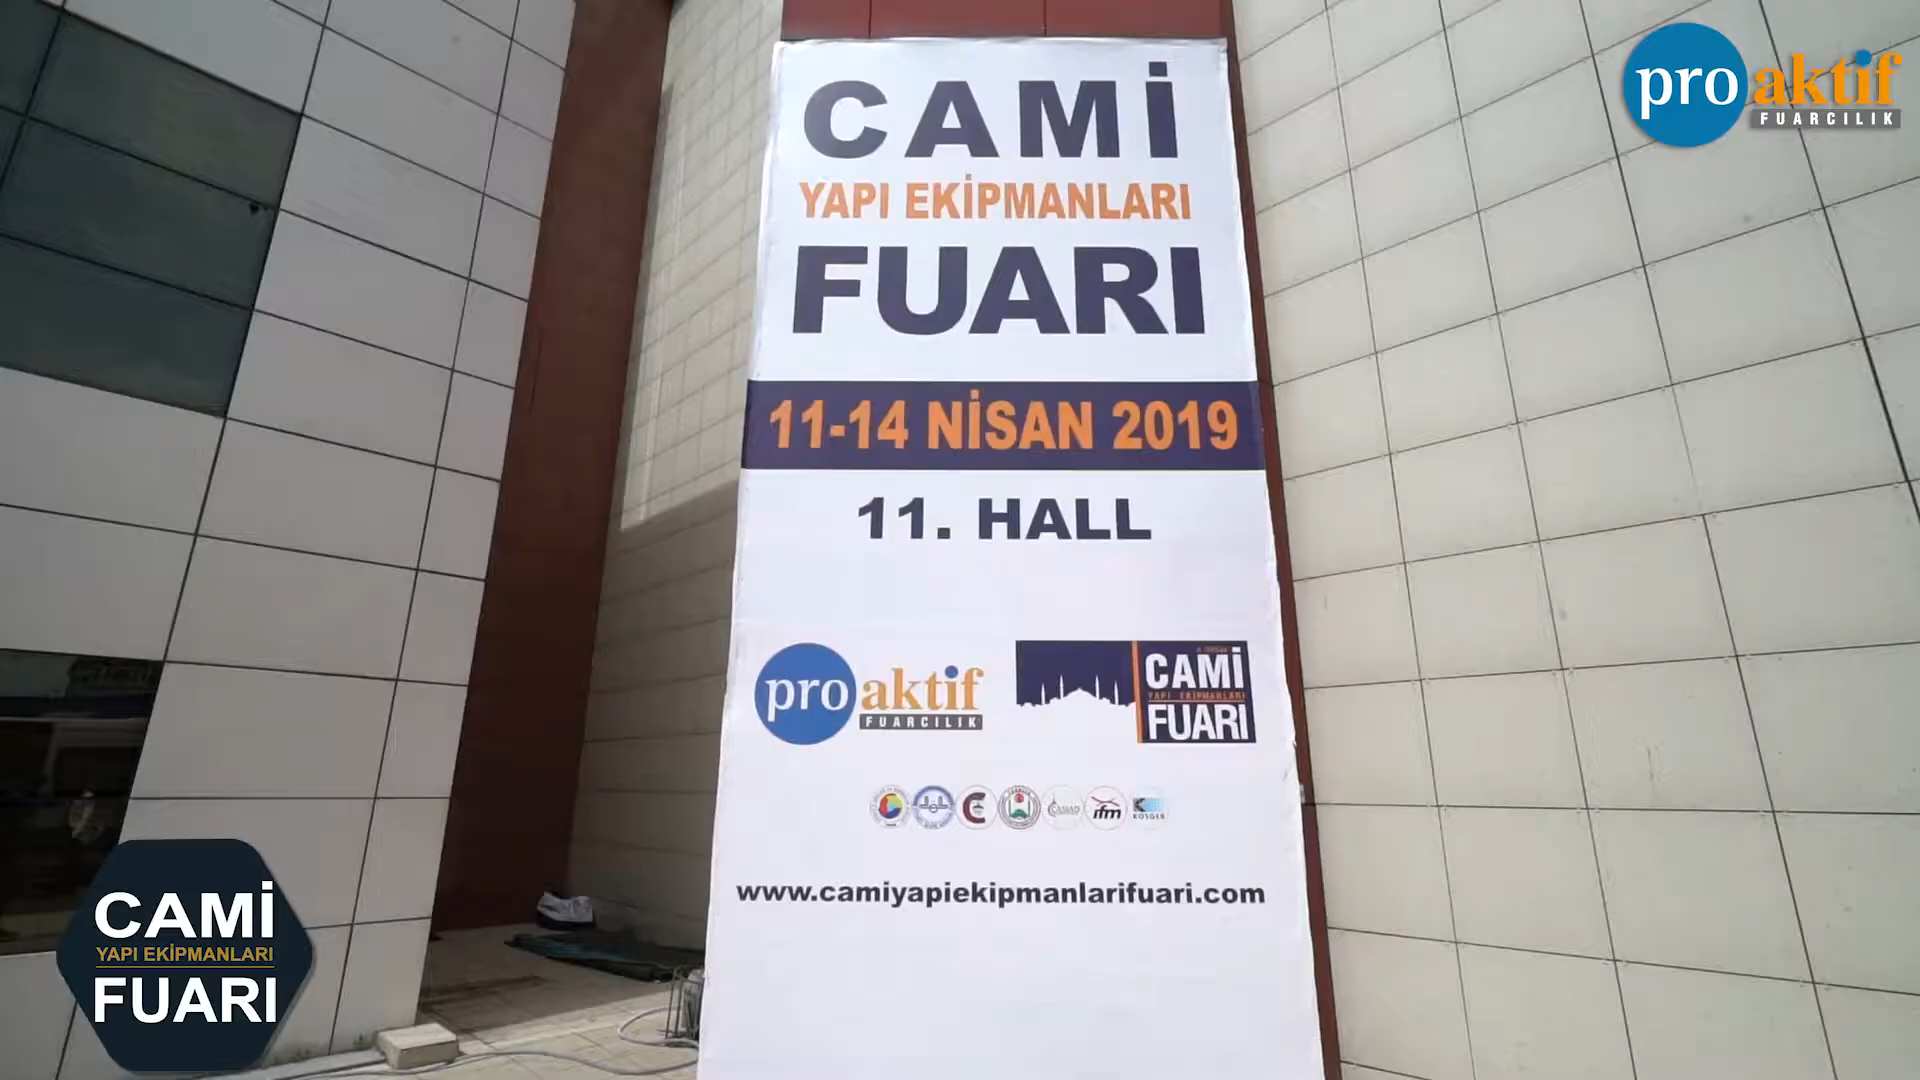 pro aktif
FUARCILIK
CAMİ
YAPI EKİPMANLARI
FUARI
11-14 NİSAN 2019
11. HALL
pro aktif
FUARCILIK
CAMİ
YAPI EKİPMANLARI
FUARI
ifm
KOSGEB
www.camiyapiekipmanlarifuari.com
CAMİ
YAPI EKİPMANLARI
FUARI